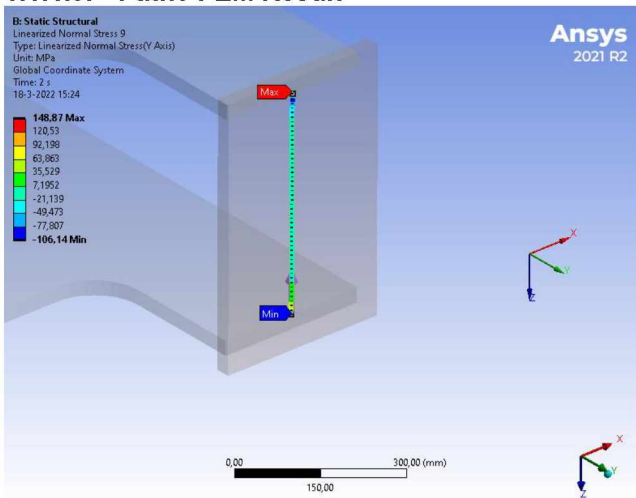 B: Static Structural
Linearized Normal Stress 9
Type: Linearized Normal Stress(Y Axis)
Unit: MPa
Global Coordinate System
Time: 2 s
18-3-2022 15:24
Ansys
2021 R2
148,87 Max
120,53
92,198
63,863
35,529
7,1952
-21,139
-49,473
-77,807
-106,14 Min
Max
Min
X
Y
Z
0,00
300,00 (mm)
150,00
X
Y
Z